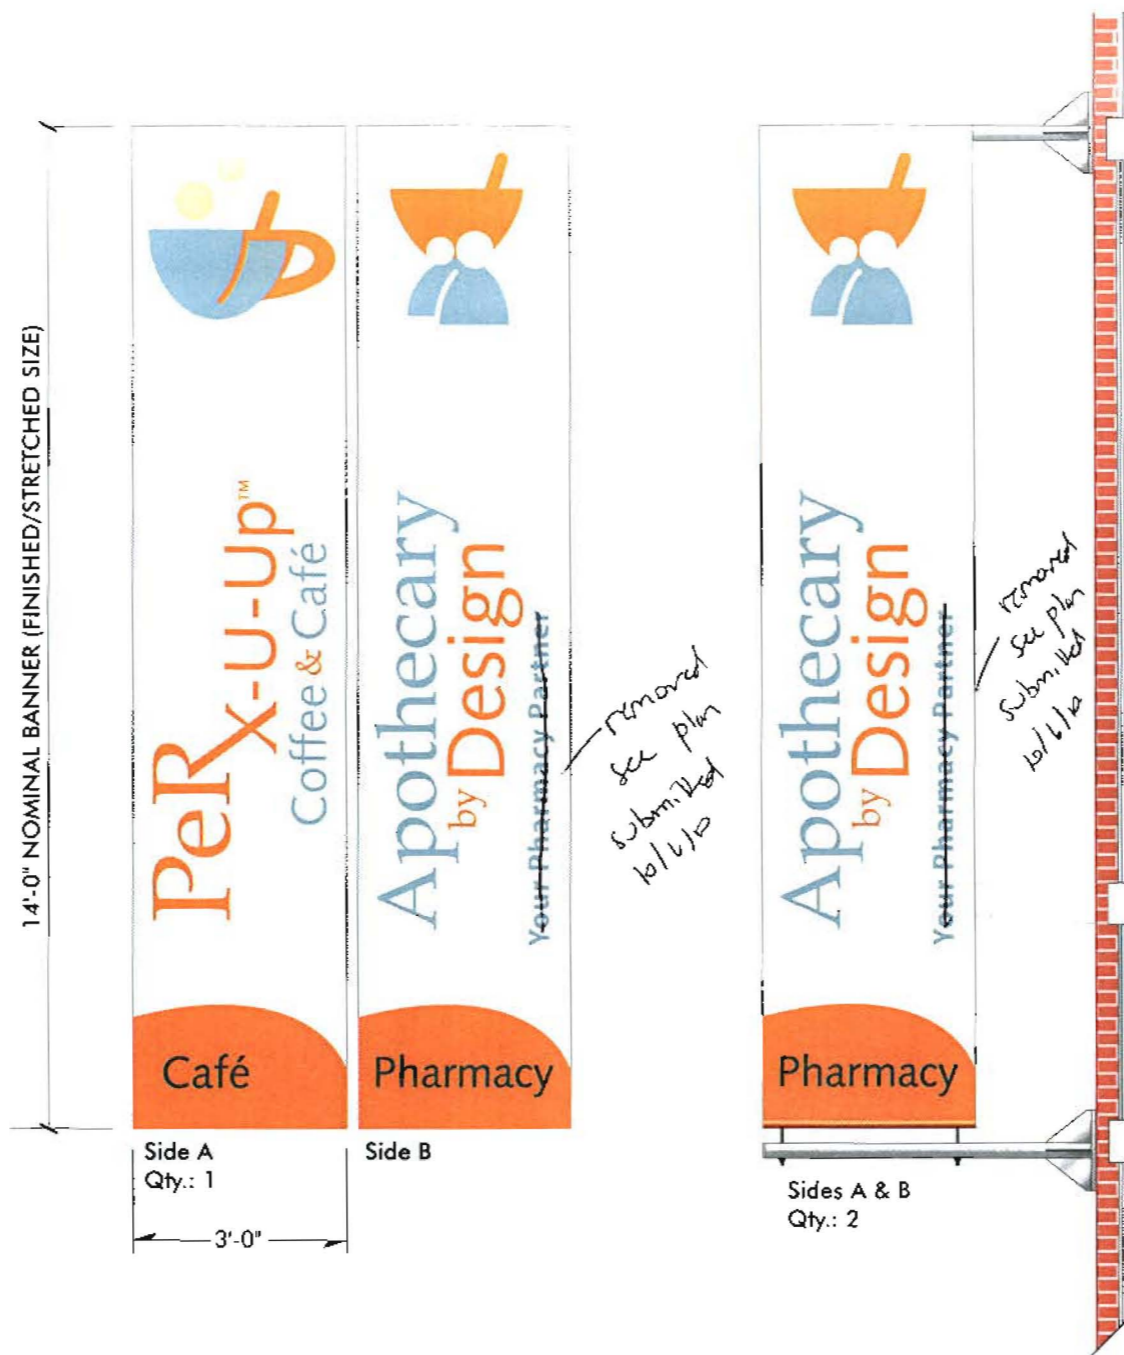 14'-0" NOMINAL BANNER (FINISHED/STRETCHED SIZE)
PeRX-U-Up™
Coffee & Café
Café
Side A
Qty.: 1
3'-0"
Apothecary
by Design
Your Pharmacy Partner
Pharmacy
Side B
removed
see plan
submitted
10/6/10
Apothecary
by Design
Your Pharmacy Partner
Pharmacy
Sides A & B
Qty.: 2
removed
see plan
submitted
10/6/10